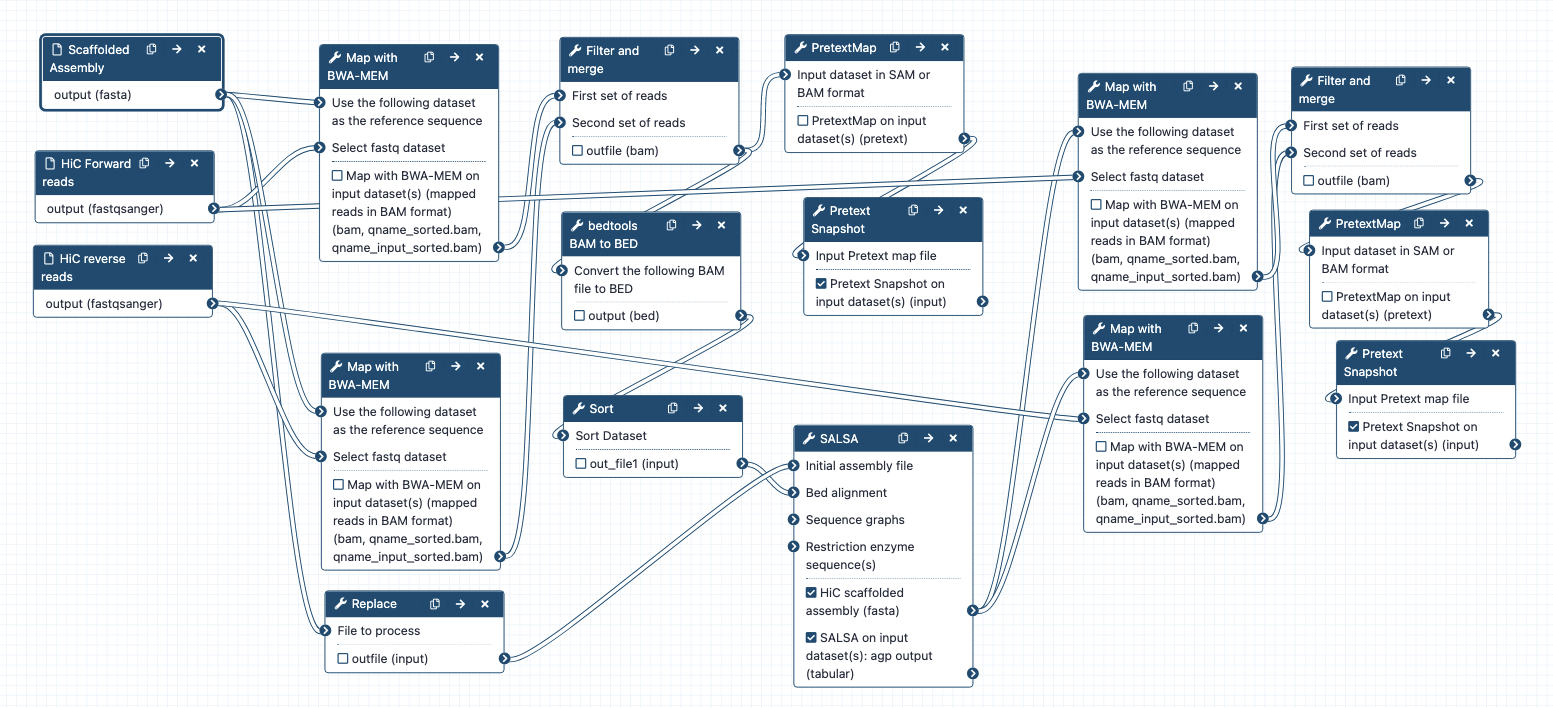 Scaffolded
Assembly
output (fasta)
HiC Forward
reads
output (fastqsanger)
HiC reverse
reads
output (fastqsanger)
Map with
BWA-MEM
Use the following dataset
as the reference sequence
Select fastq dataset
Map with BWA-MEM on
input dataset(s) (mapped
reads in BAM format)
(bam, qname_sorted.bam,
qname_input_sorted.bam)
Map with
BWA-MEM
Use the following dataset
as the reference sequence
Select fastq dataset
Map with BWA-MEM on
input dataset(s) (mapped
reads in BAM format)
(bam, qname_sorted.bam,
qname_input_sorted.bam)
Replace
File to process
outfile (input)
Filter and
merge
First set of reads
Second set of reads
outfile (bam)
bedtools
BAM to BED
Convert the following BAM
file to BED
output (bed)
Sort
Sort Dataset
out_file1 (input)
PretextMap
Input dataset in SAM or
BAM format
PretextMap on input
dataset(s) (pretext)
Pretext
Snapshot
Input Pretext map file
Pretext Snapshot on
input dataset(s) (input)
SALSA
Initial assembly file
Bed alignment
Sequence graphs
Restriction enzyme
sequence(s)
HiC scaffolded
assembly (fasta)
SALSA on input
dataset(s): agp output
(tabular)
Map with
BWA-MEM
Use the following dataset
as the reference sequence
Select fastq dataset
Map with BWA-MEM on
input dataset(s) (mapped
reads in BAM format)
(bam, qname_sorted.bam,
qname_input_sorted.bam)
Map with
BWA-MEM
Use the following dataset
as the reference sequence
Select fastq dataset
Map with BWA-MEM on
input dataset(s) (mapped
reads in BAM format)
(bam, qname_sorted.bam,
qname_input_sorted.bam)
Filter and
merge
First set of reads
Second set of reads
outfile (bam)
PretextMap
Input dataset in SAM or
BAM format
PretextMap on input
dataset(s) (pretext)
Pretext
Snapshot
Input Pretext map file
Pretext Snapshot on
input dataset(s) (input)